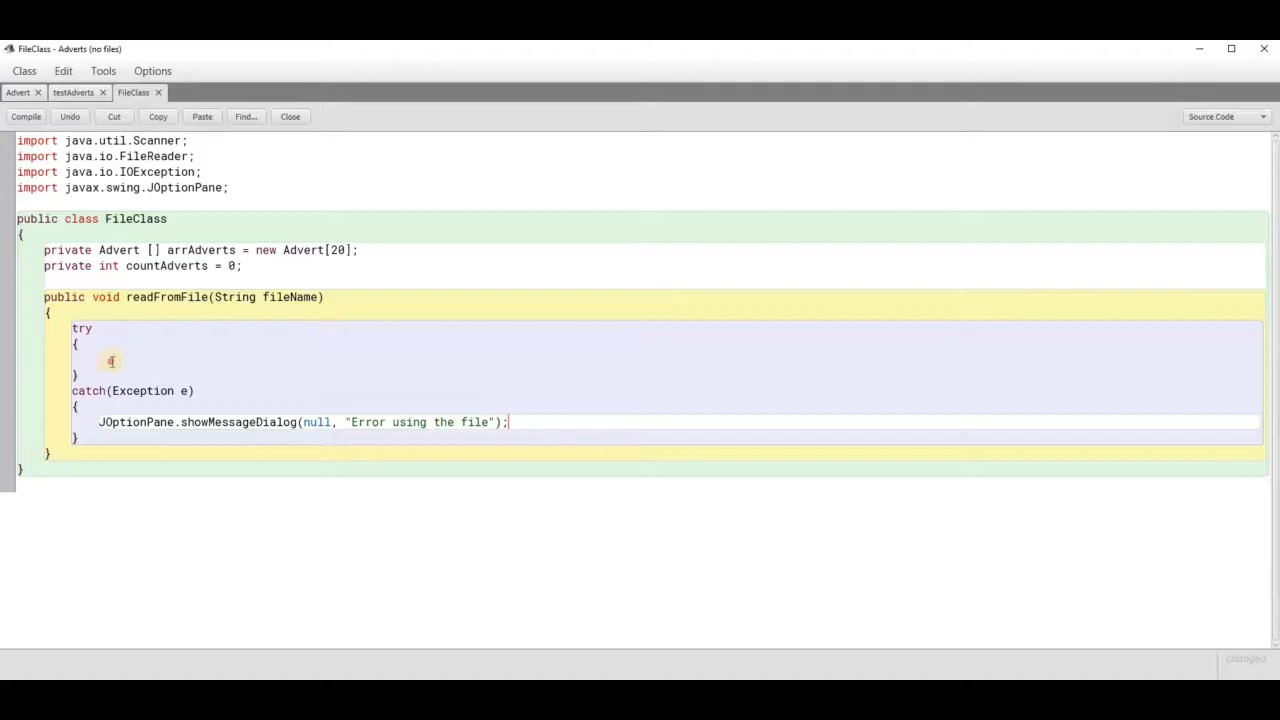 FileClass - Adverts (no files)
Class Edit Tools Options
Advert testAdverts FileClass
Compile Undo Cut Copy Paste Find... Close Source Code
import java.util.Scanner;
import java.io.FileReader;
import java.io.IOException;
import javax.swing.JOptionPane;
public class FileClass
{
private Advert [] arrAdverts = new Advert[20];
private int countAdverts = 0;
public void readFromFile(String fileName)
{
try
{
}
catch(Exception e)
{
JOptionPane.showMessageDialog(null, "Error using the file");
}
}
}
changed